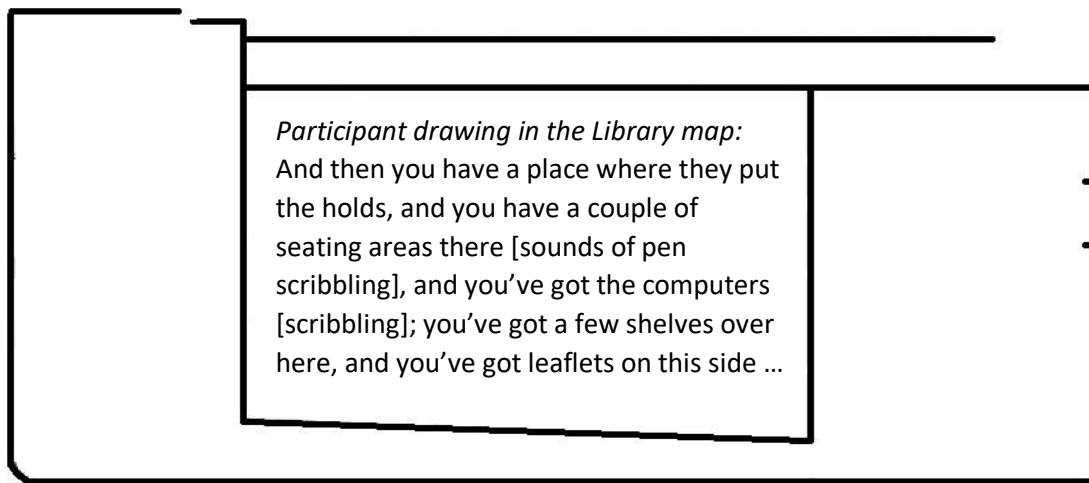 Participant drawing in the Library map:
And then you have a place where they put
the holds, and you have a couple of
seating areas there [sounds of pen
scribbling], and you’ve got the computers
[scribbling]; you’ve got a few shelves over
here, and you’ve got leaflets on this side …